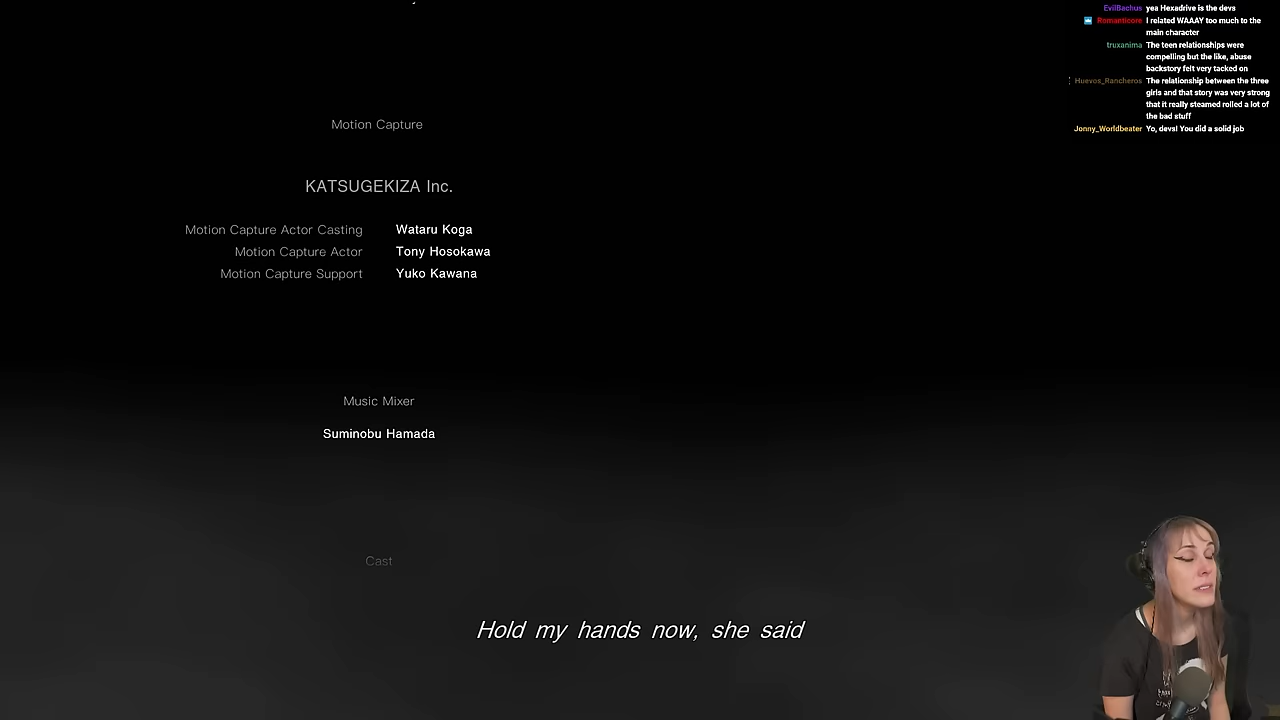 Motion Capture
KATSUGEKIZA Inc.
Motion Capture Actor Casting Wataru Koga
Motion Capture Actor Tony Hosokawa
Motion Capture Support Yuko Kawana
Music Mixer
Suminobu Hamada
Cast
Hold my hands now, she said
EvilBachus yea Hexadrive is the devs
Romanticore I related WAAAY too much to the
main character
truxanima The teen relationships were
compelling but the like, abuse
backstory felt very tacked on
Huevos_Rancheros The relationship between the three
girls and that story was very strong
that it really steamed rolled a lot of
the bad stuff
Jonny_Worldbeater Yo, devs! You did a solid job